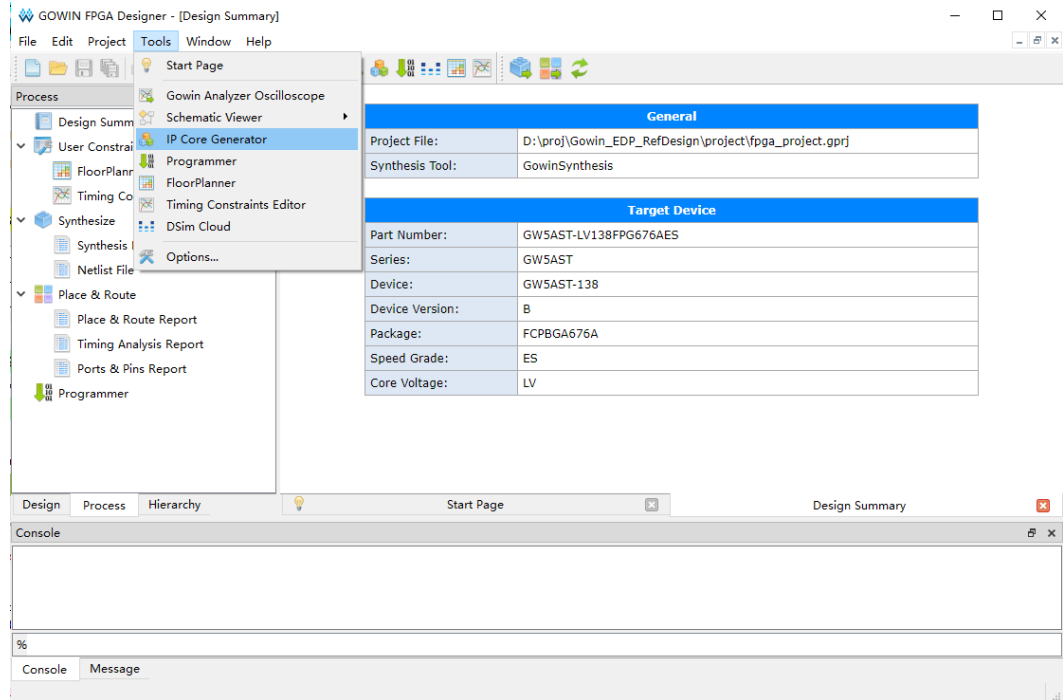 GOWIN FPGA Designer - [Design Summary]
File Edit Project Tools Window Help
Start Page
Gowin Analyzer Oscilloscope
Schematic Viewer
IP Core Generator
Programmer
FloorPlanner
Timing Constraints Editor
DSim Cloud
Options...
Process
Design Summ
User Constrai
FloorPlann
Timing Co
Synthesize
Synthesis
Netlist File
Place & Route
Place & Route Report
Timing Analysis Report
Ports & Pins Report
Programmer
General
Project File: D:\proj\Gowin_EDP_RefDesign\project\fpga_project.gprj
Synthesis Tool: GowinSynthesis
Target Device
Part Number: GW5AST-LV138FPG676AES
Series: GW5AST
Device: GW5AST-138
Device Version: B
Package: FCPBGA676A
Speed Grade: ES
Core Voltage: LV
Design Process Hierarchy
Start Page Design Summary
Console
%
Console Message